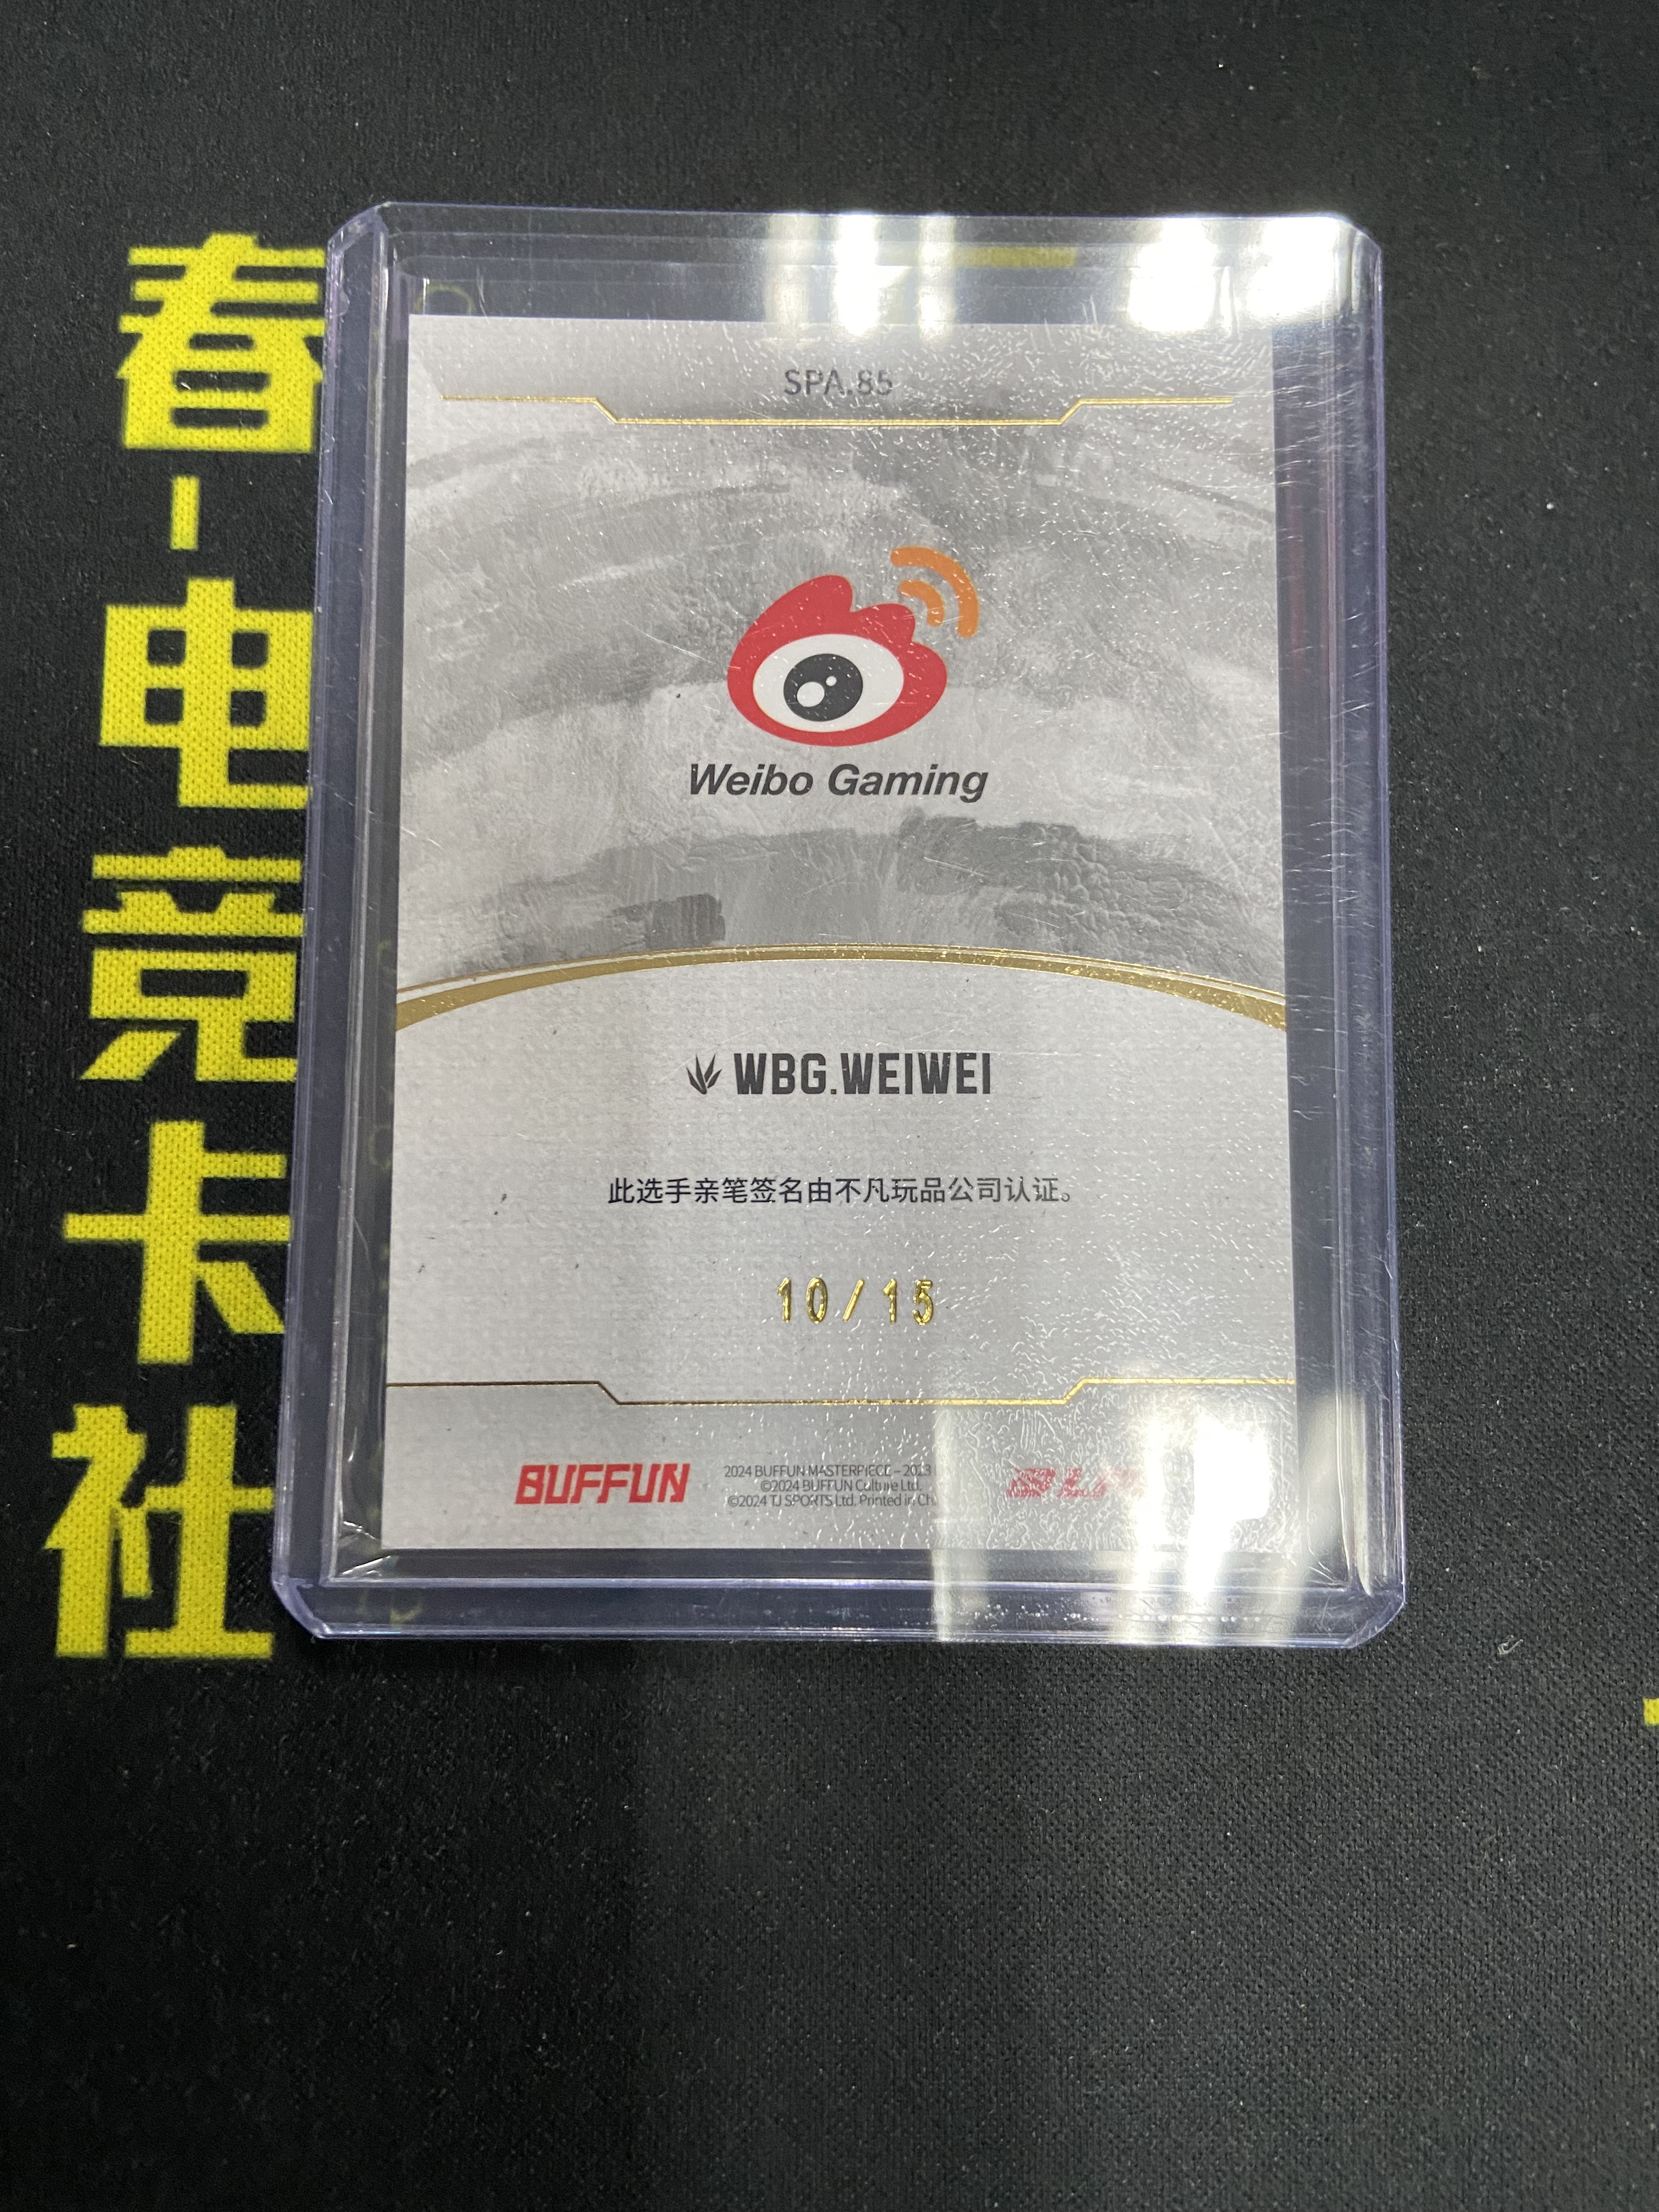 春-电竞卡社
SPA.85
Weibo Gaming
WBG.WEIWEI
此选手亲笔签名由不凡玩品公司认证。
10/15
BUFFUN
2024 BUFFUN MASTERPIECE – 2023
©2024 BUFFUN Culture Ltd.
©2024 TJ SPORTS Ltd. Printed in